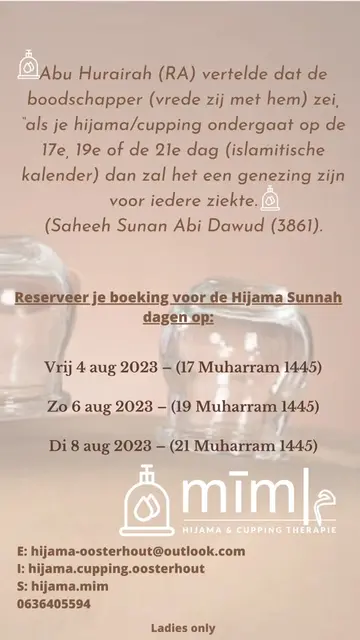 Abu Hurairah (RA) vertelde dat de
boodschapper (vrede zij met hem) zei,
"als je hijama/cupping ondergaat op de
17e, 19e of de 21e dag (islamitische
kalender) dan zal het een genezing zijn
voor iedere ziekte.
(Saheeh Sunan Abi Dawud (3861).
Reserveer je boeking voor de Hijama Sunnah
dagen op:
Vrij 4 aug 2023 – (17 Muharram 1445)
Zo 6 aug 2023 – (19 Muharram 1445)
Di 8 aug 2023 – (21 Muharram 1445)
mīm|م
HIJAMA & CUPPING THERAPIE
E: hijama-oosterhout@outlook.com
I: hijama.cupping.oosterhout
S: hijama.mim
0636405594
Ladies only